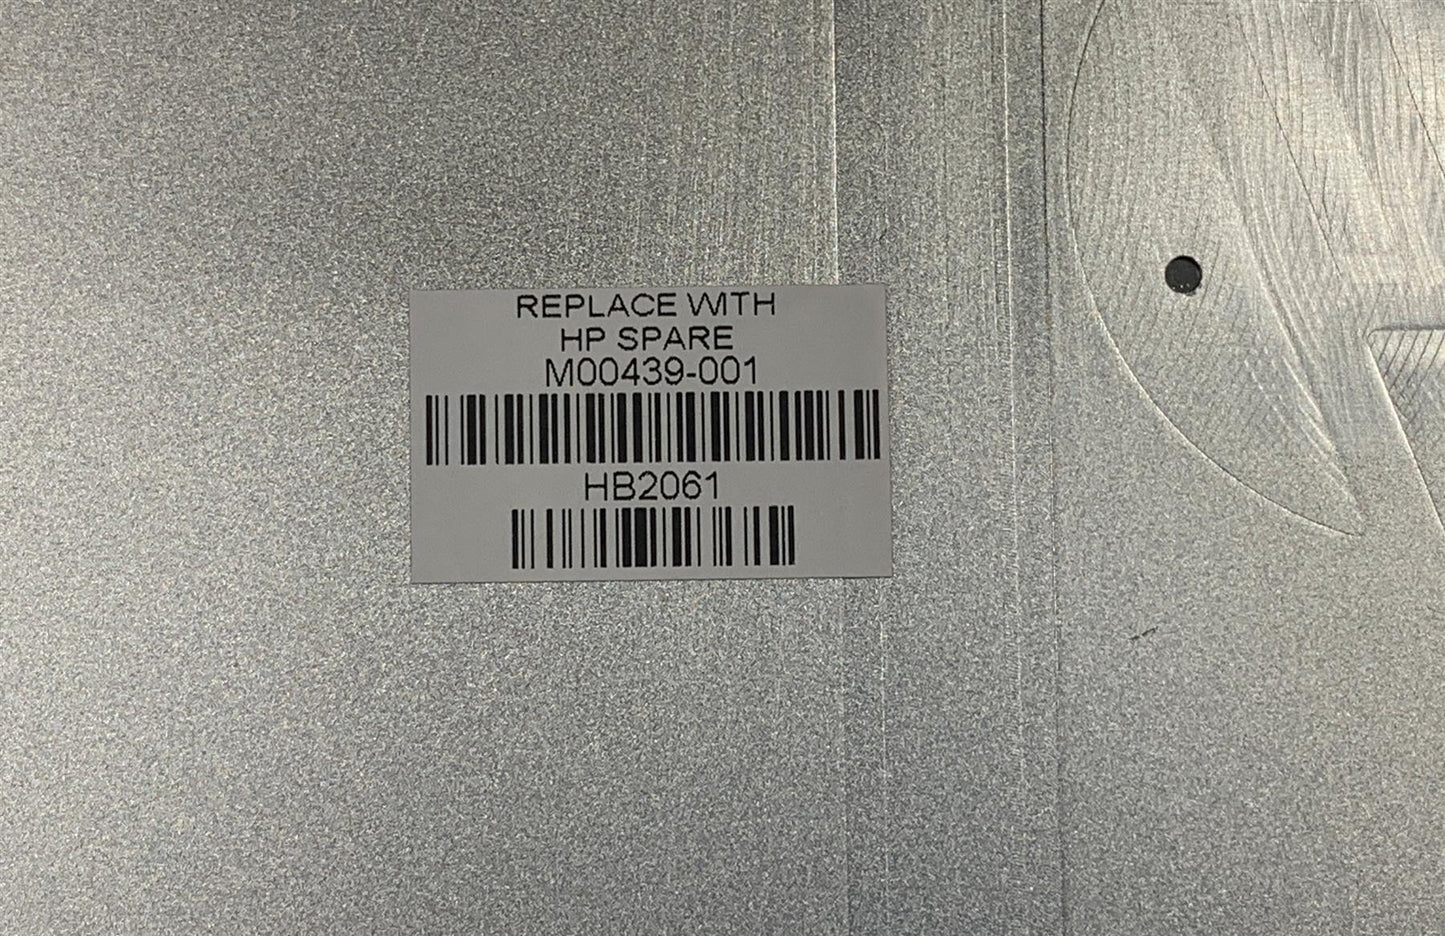 REPLACE WITH
HP SPARE
M00439-001
HB2061